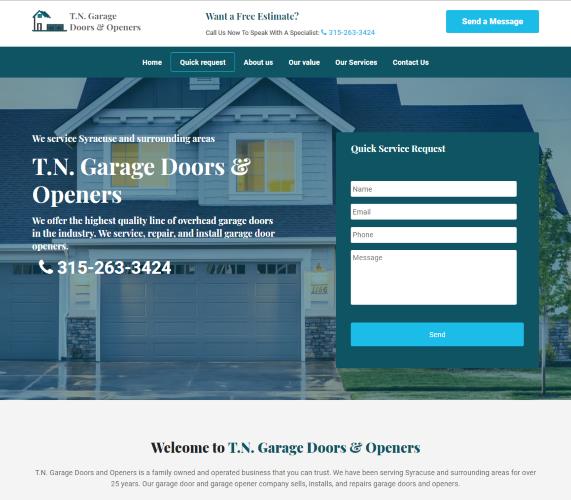 T.N. Garage
Doors & Openers
Want a Free Estimate?
Call Us Now To Speak With A Specialist: 315-263-3424
Send a Message
Home Quick request About us Our value Our Services Contact Us
We service Syracuse and surrounding areas
T.N. Garage Doors &
Openers
We offer the highest quality line of overhead garage doors
in the industry. We service, repair, and install garage door
openers.
315-263-3424
Quick Service Request
Name
Email
Phone
Message
Send
Welcome to T.N. Garage Doors & Openers
T.N. Garage Doors and Openers is a family owned and operated business that you can trust. We have been serving Syracuse and surrounding areas for over
25 years. Our garage door and garage opener company sells, installs, and repairs garage doors and openers.